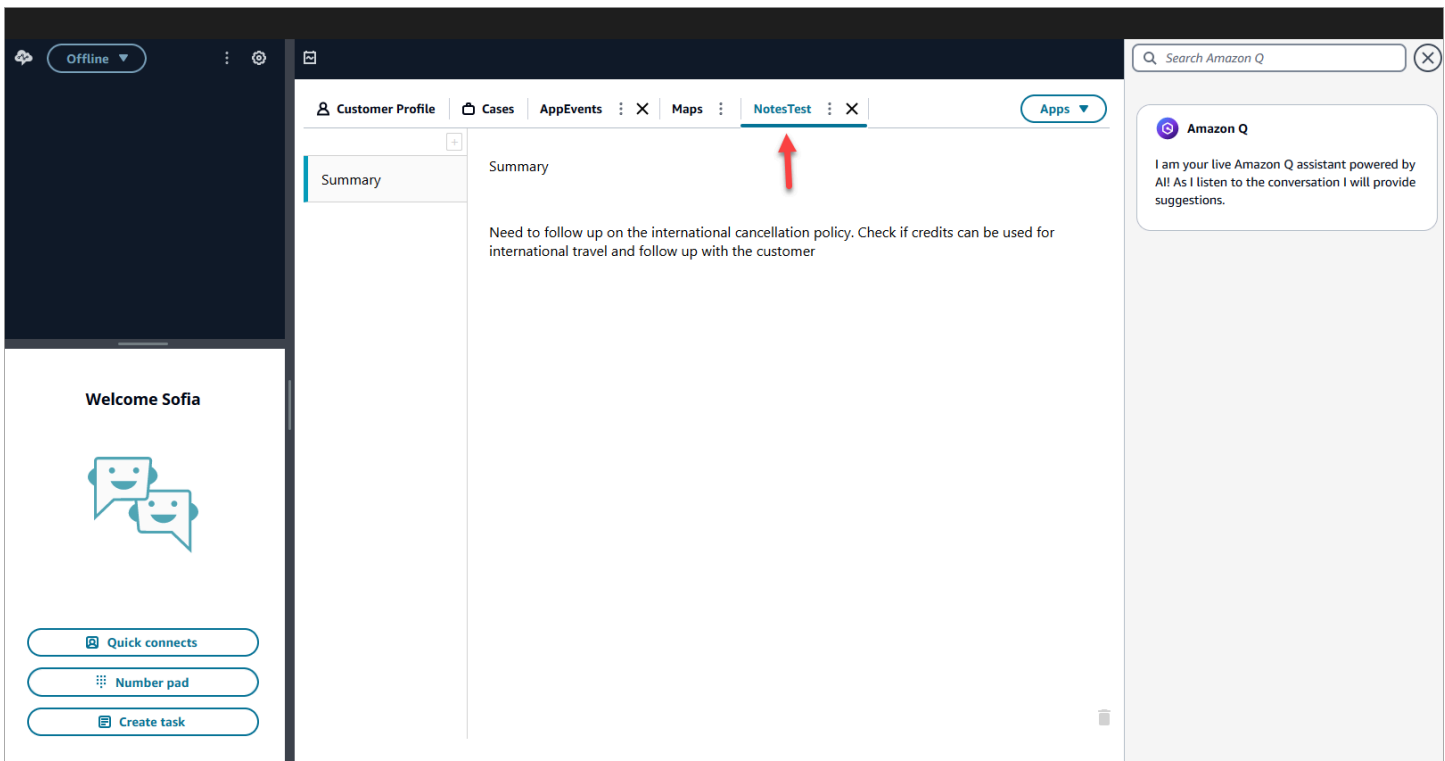 Offline
Search Amazon Q
Customer Profile
Cases
AppEvents
Maps
NotesTest
Apps
Summary
Summary
Need to follow up on the international cancellation policy. Check if credits can be used for
international travel and follow up with the customer
Welcome Sofia
Quick connects
Number pad
Create task
Amazon Q
I am your live Amazon Q assistant powered by
AI! As I listen to the conversation I will provide
suggestions.